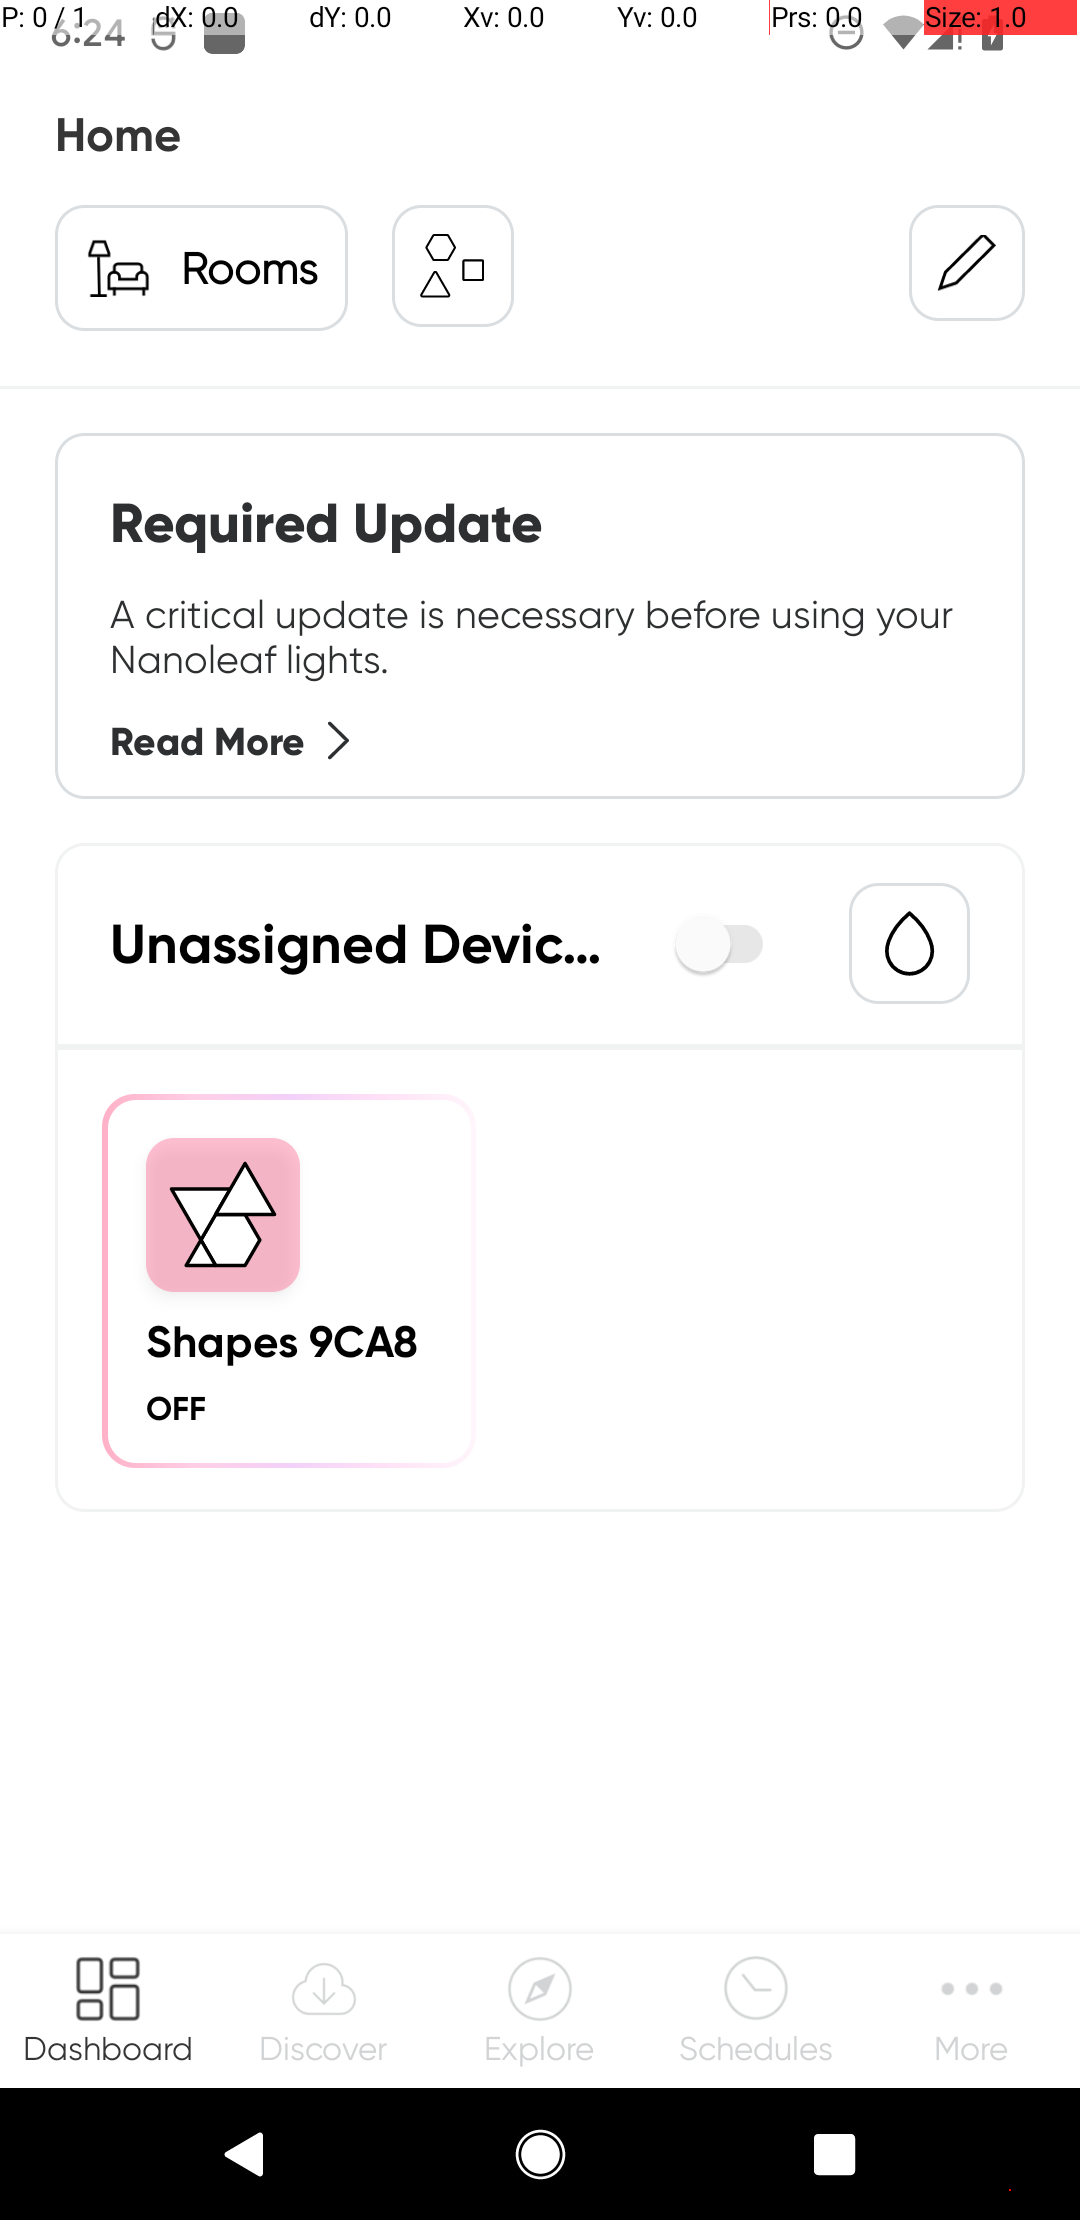 P: 0 / 1 dX: 0.0 dY: 0.0 Xv: 0.0 Yv: 0.0 Prs: 0.0 Size: 1.0
6:24
Home
Rooms
Required Update
A critical update is necessary before using your
Nanoleaf lights.
Read More
Unassigned Devic...
Shapes 9CA8
OFF
Dashboard Discover Explore Schedules More